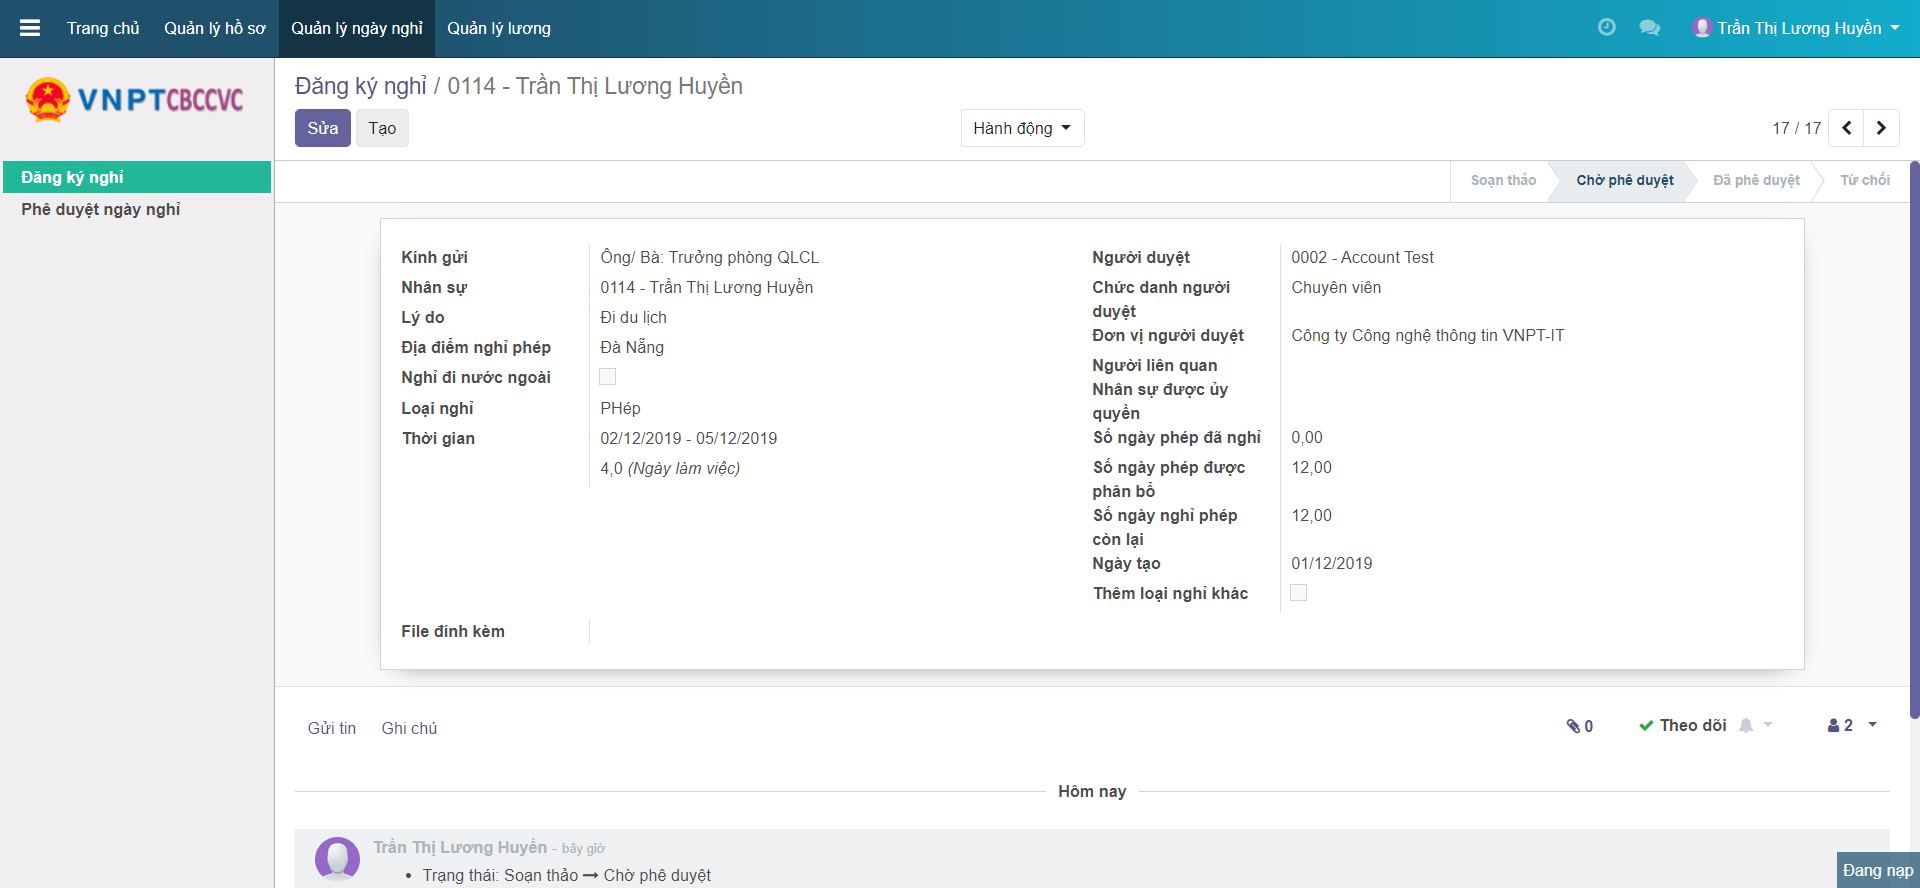 Trang chủ Quản lý hồ sơ Quản lý ngày nghỉ Quản lý lương Trần Thị Lương Huyền
VNPTCBCCVC
Đăng ký nghỉ
Phê duyệt ngày nghỉ
Đăng ký nghỉ / 0114 - Trần Thị Lương Huyền
Sửa Tạo Hành động 17 / 17
Soạn thảo Chờ phê duyệt Đã phê duyệt Từ chối
Kính gửi Ông/ Bà: Trưởng phòng QLCL
Nhân sự 0114 - Trần Thị Lương Huyền
Lý do Đi du lịch
Địa điểm nghỉ phép Đà Nẵng
Nghỉ đi nước ngoài
Loại nghỉ PHép
Thời gian 02/12/2019 - 05/12/2019
4,0 (Ngày làm việc)
Người duyệt 0002 - Account Test
Chức danh người Chuyên viên
duyệt
Đơn vị người duyệt Công ty Công nghệ thông tin VNPT-IT
Người liên quan
Nhân sự được ủy
quyền
Số ngày phép đã nghỉ 0,00
Số ngày phép được 12,00
phân bổ
Số ngày nghỉ phép 12,00
còn lại
Ngày tạo 01/12/2019
Thêm loại nghỉ khác
File đính kèm
Gửi tin Ghi chú 0 Theo dõi 2
Hôm nay
Trần Thị Lương Huyền - bây giờ
• Trạng thái: Soạn thảo → Chờ phê duyệt
Đang nạp